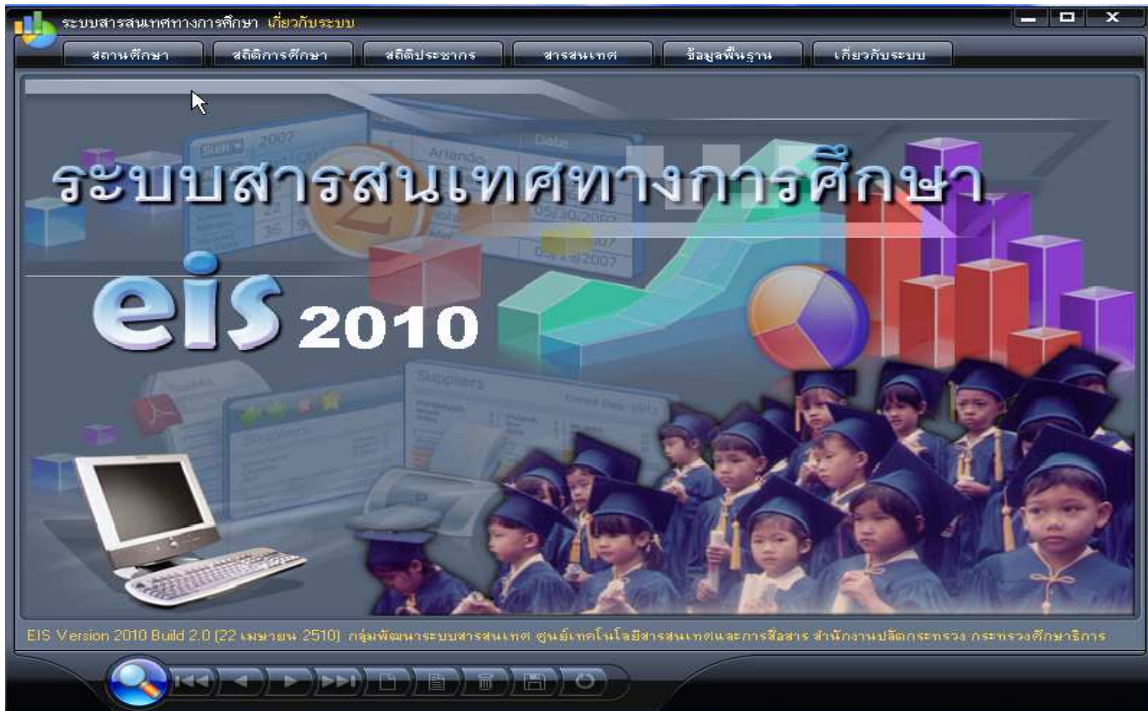 ระบบสารสนเทศทางการศึกษา เกี่ยวกับระบบ
สถานศึกษา สถิติการศึกษา สถิติประชากร สารสนเทศ ข้อมูลพื้นฐาน เกี่ยวกับระบบ
Sum 2007
Ariando
Date
05/30/2007
36
ระบบสารสนเทศทางการศึกษา
eis 2010
Suppliers
Suppliers
EIS Version 2010 Build 2.0 (22 เมษายน 2510) กลุ่มพัฒนาระบบสารสนเทศ ศูนย์เทคโนโลยีสารสนเทศและการสื่อสาร สำนักงานปลัดกระทรวง กระทรวงศึกษาธิการ